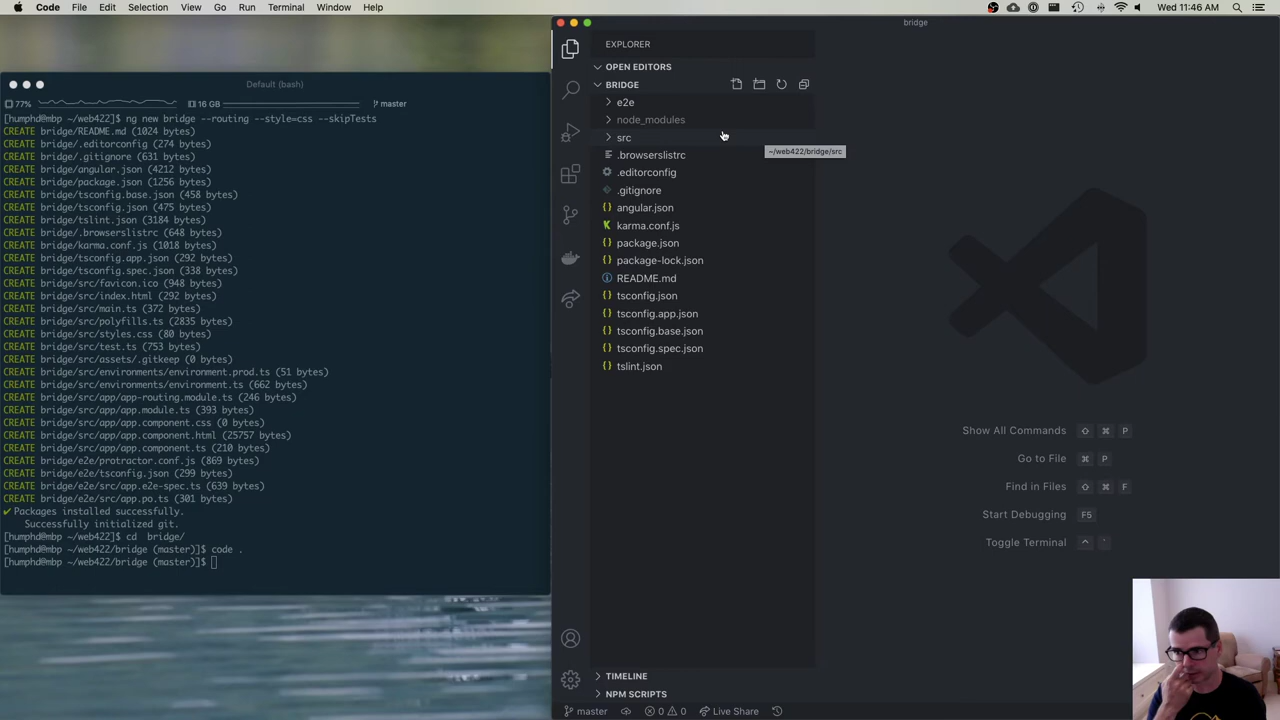 Code File Edit Selection View Go Run Terminal Window Help
Wed 11:46 AM
Default (bash)
77% 16 GB master
[humphd@mbp ~/web422]$ ng new bridge --routing --style=css --skipTests
CREATE bridge/README.md (1024 bytes)
CREATE bridge/.editorconfig (274 bytes)
CREATE bridge/.gitignore (631 bytes)
CREATE bridge/angular.json (4212 bytes)
CREATE bridge/package.json (1256 bytes)
CREATE bridge/tsconfig.base.json (458 bytes)
CREATE bridge/tsconfig.json (475 bytes)
CREATE bridge/tslint.json (3184 bytes)
CREATE bridge/.browserslistrc (648 bytes)
CREATE bridge/karma.conf.js (1018 bytes)
CREATE bridge/tsconfig.app.json (292 bytes)
CREATE bridge/tsconfig.spec.json (338 bytes)
CREATE bridge/src/favicon.ico (948 bytes)
CREATE bridge/src/index.html (292 bytes)
CREATE bridge/src/main.ts (372 bytes)
CREATE bridge/src/polyfills.ts (2835 bytes)
CREATE bridge/src/styles.css (80 bytes)
CREATE bridge/src/test.ts (753 bytes)
CREATE bridge/src/assets/.gitkeep (0 bytes)
CREATE bridge/src/environments/environment.prod.ts (51 bytes)
CREATE bridge/src/environments/environment.ts (662 bytes)
CREATE bridge/src/app/app-routing.module.ts (246 bytes)
CREATE bridge/src/app/app.module.ts (393 bytes)
CREATE bridge/src/app/app.component.css (0 bytes)
CREATE bridge/src/app/app.component.html (25757 bytes)
CREATE bridge/src/app/app.component.ts (210 bytes)
CREATE bridge/e2e/protractor.conf.js (869 bytes)
CREATE bridge/e2e/tsconfig.json (299 bytes)
CREATE bridge/e2e/src/app.e2e-spec.ts (639 bytes)
CREATE bridge/e2e/src/app.po.ts (301 bytes)
✔ Packages installed successfully.
Successfully initialized git.
[humphd@mbp ~/web422]$ cd  bridge/
[humphd@mbp ~/web422/bridge (master)]$ code .
[humphd@mbp ~/web422/bridge (master)]$
bridge
EXPLORER
OPEN EDITORS
BRIDGE
e2e
node_modules
src
~/web422/bridge/src
.browserslistrc
.editorconfig
.gitignore
angular.json
karma.conf.js
package.json
package-lock.json
README.md
tsconfig.json
tsconfig.app.json
tsconfig.base.json
tsconfig.spec.json
tslint.json
Show All Commands ⇧ ⌘ P
Go to File ⌘ P
Find in Files ⇧ ⌘ F
Start Debugging F5
Toggle Terminal ^ `
TIMELINE
NPM SCRIPTS
master 0 0 Live Share